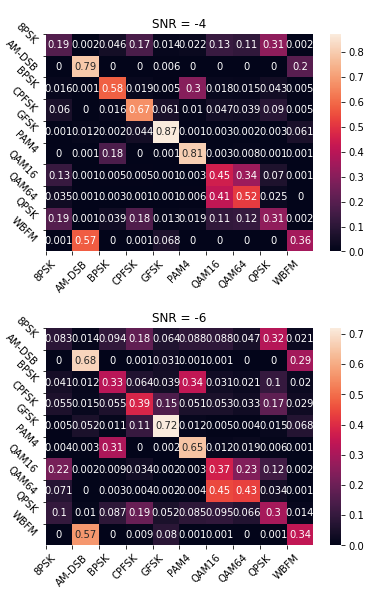 SNR = -4
8PSK 0.19 0.002 0.046 0.17 0.014 0.022 0.13 0.11 0.31 0.002
AM-DSB 0 0.79 0 0 0.006 0 0 0 0 0.2
BPSK 0.016 0.001 0.58 0.019 0.004 0.3 0.018 0.015 0.043 0.005
CPFSK 0.06 0 0.016 0.67 0.061 0.01 0.047 0.039 0.09 0.005
GFSK 0.001 0.012 0.002 0.044 0.87 0.001 0.003 0.002 0.003 0.061
PAM4 0 0.001 0.18 0 0.001 0.81 0.003 0.008 0.001 0.001
QAM16 0.13 0.001 0.005 0.005 0.001 0.003 0.45 0.34 0.07 0.001
QAM64 0.035 0.001 0.003 0.001 0.001 0.006 0.41 0.52 0.025 0
QPSK 0.19 0.001 0.039 0.18 0.013 0.019 0.11 0.12 0.31 0.002
WBFM 0.001 0.57 0 0.001 0.068 0 0 0 0 0.36
8PSK AM-DSB BPSK CPFSK GFSK PAM4 QAM16 QAM64 QPSK WBFM
0.8
0.7
0.6
0.5
0.4
0.3
0.2
0.1
0.0
SNR = -6
8PSK 0.083 0.014 0.094 0.18 0.064 0.088 0.088 0.047 0.32 0.021
AM-DSB 0 0.68 0 0.001 0.031 0.001 0.001 0 0 0.29
BPSK 0.041 0.012 0.33 0.064 0.039 0.34 0.031 0.021 0.1 0.02
CPFSK 0.055 0.015 0.055 0.39 0.15 0.051 0.053 0.033 0.17 0.029
GFSK 0.005 0.052 0.011 0.11 0.72 0.012 0.005 0.004 0.015 0.068
PAM4 0.004 0.003 0.31 0 0.002 0.65 0.012 0.019 0.006 0.001
QAM16 0.22 0.002 0.009 0.034 0.002 0.003 0.37 0.23 0.12 0.002
QAM64 0.071 0 0.003 0.004 0.002 0.004 0.45 0.43 0.034 0.001
QPSK 0.1 0.01 0.087 0.19 0.052 0.085 0.095 0.066 0.3 0.014
WBFM 0 0.57 0 0.009 0.08 0.001 0 0 0.001 0.34
8PSK AM-DSB BPSK CPFSK GFSK PAM4 QAM16 QAM64 QPSK WBFM
0.7
0.6
0.5
0.4
0.3
0.2
0.1
0.0